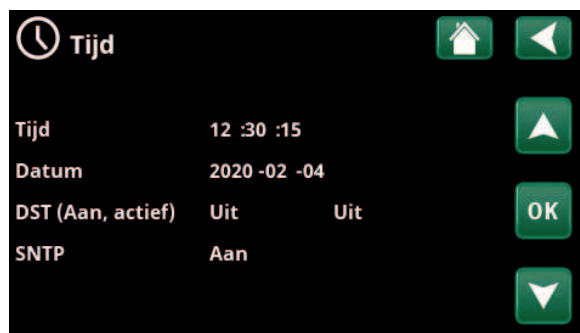 Tijd
Tijd 12 :30 :15
Datum 2020 -02 -04
DST (Aan, actief) Uit Uit
OK
SNTP Aan